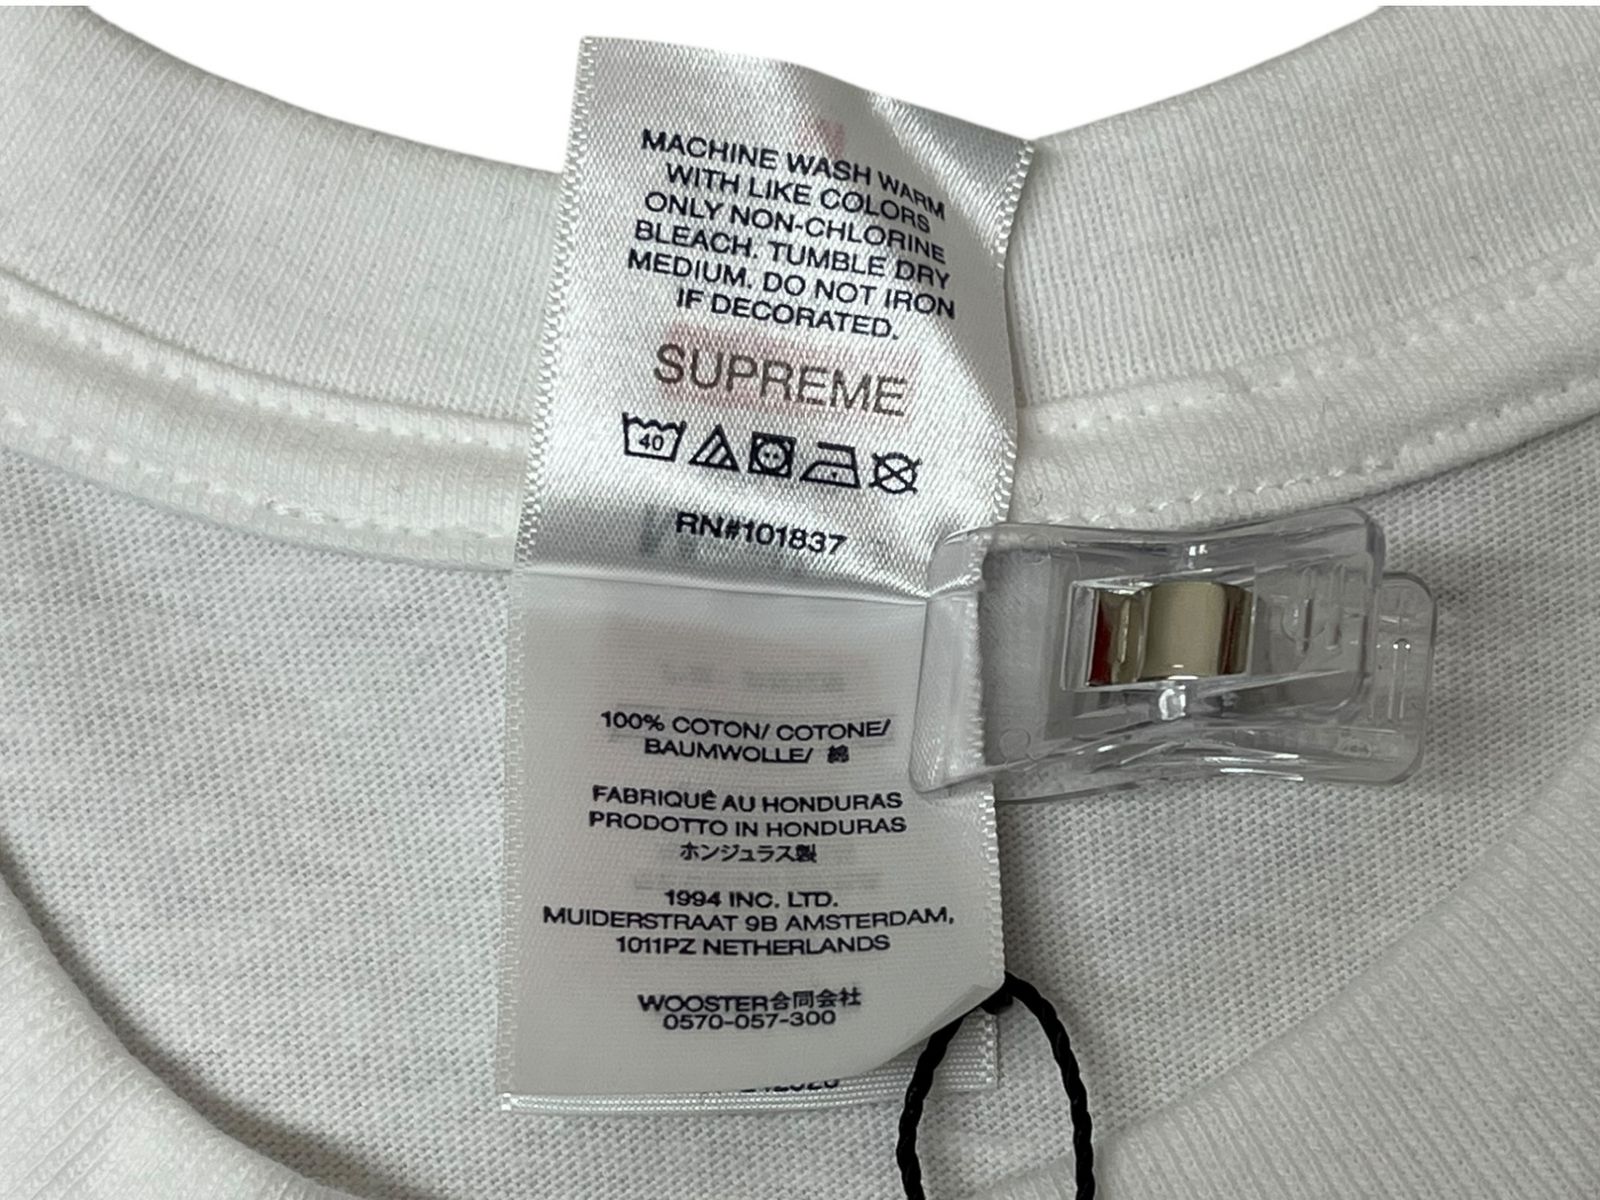 MACHINE WASH WARM
WITH LIKE COLORS
ONLY NON-CHLORINE
BLEACH. TUMBLE DRY
MEDIUM. DO NOT IRON
IF DECORATED.
SUPREME
40
RN#101837
100% COTON/ COTONE/
BAUMWOLLE/ 綿
FABRIQUÉ AU HONDURAS
PRODOTTO IN HONDURAS
ホンジュラス製
1994 INC. LTD.
MUIDERSTRAAT 9B AMSTERDAM,
1011PZ NETHERLANDS
WOOSTER合同会社
0570-057-300